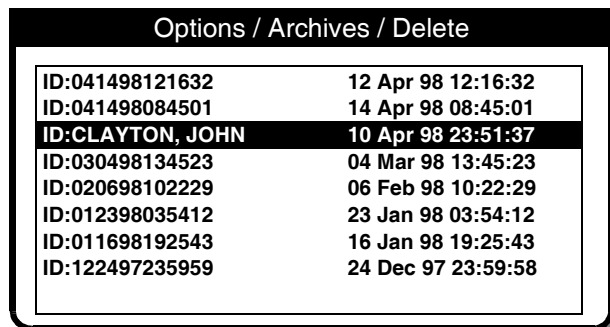 Options / Archives / Delete
ID:041498121632 12 Apr 98 12:16:32
ID:041498084501 14 Apr 98 08:45:01
ID:CLAYTON, JOHN 10 Apr 98 23:51:37
ID:030498134523 04 Mar 98 13:45:23
ID:020698102229 06 Feb 98 10:22:29
ID:012398035412 23 Jan 98 03:54:12
ID:011698192543 16 Jan 98 19:25:43
ID:122497235959 24 Dec 97 23:59:58